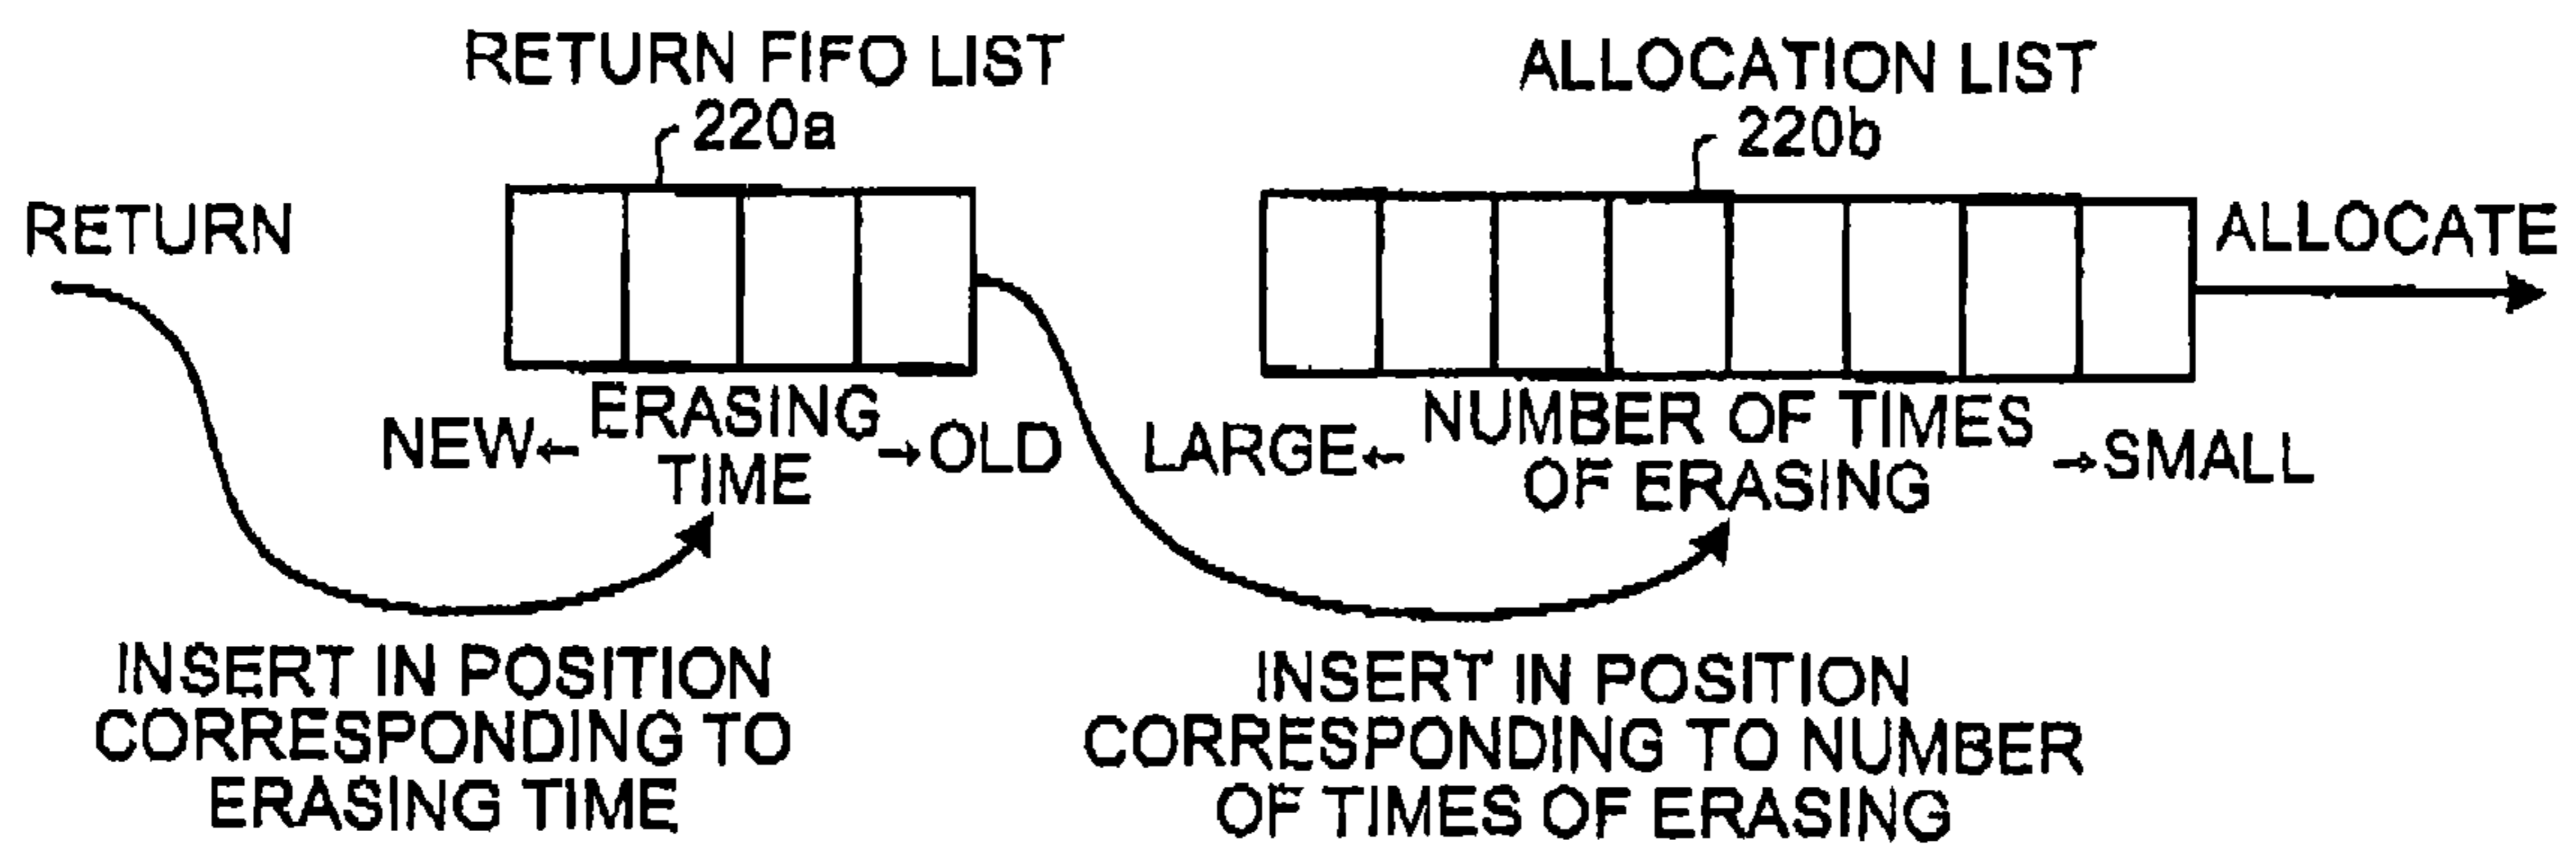 RETURN FIFO LIST
220a
ALLOCATION LIST
220b
RETURN
ALLOCATE
NEW← ERASING TIME →OLD
LARGE← NUMBER OF TIMES OF ERASING →SMALL
INSERT IN POSITION
CORRESPONDING TO
ERASING TIME
INSERT IN POSITION
CORRESPONDING TO NUMBER
OF TIMES OF ERASING